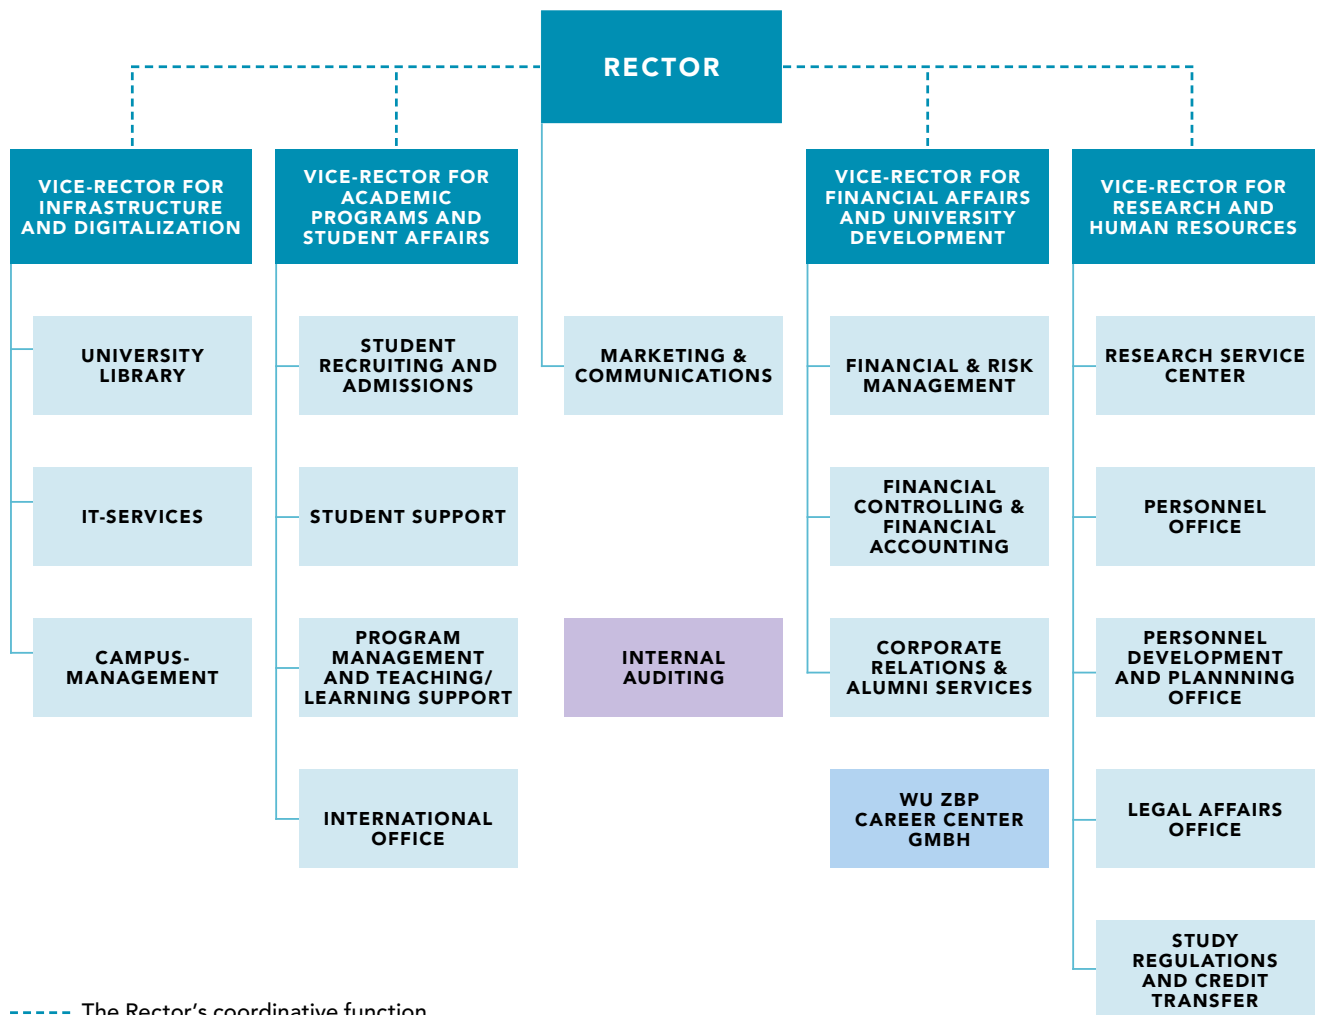 RECTOR
VICE-RECTOR FOR
INFRASTRUCTURE
AND DIGITALIZATION
VICE-RECTOR FOR
ACADEMIC
PROGRAMS AND
STUDENT AFFAIRS
VICE-RECTOR FOR
FINANCIAL AFFAIRS
AND UNIVERSITY
DEVELOPMENT
VICE-RECTOR FOR
RESEARCH AND
HUMAN RESOURCES
UNIVERSITY
LIBRARY
STUDENT
RECRUITING AND
ADMISSIONS
MARKETING &
COMMUNICATIONS
FINANCIAL & RISK
MANAGEMENT
RESEARCH SERVICE
CENTER
IT-SERVICES
STUDENT SUPPORT
FINANCIAL
CONTROLLING &
FINANCIAL
ACCOUNTING
PERSONNEL
OFFICE
CAMPUS-
MANAGEMENT
PROGRAM
MANAGEMENT
AND TEACHING/
LEARNING SUPPORT
INTERNAL
AUDITING
CORPORATE
RELATIONS &
ALUMNI SERVICES
PERSONNEL
DEVELOPMENT
AND PLANNNING
OFFICE
INTERNATIONAL
OFFICE
WU ZBP
CAREER CENTER
GMBH
LEGAL AFFAIRS
OFFICE
STUDY
REGULATIONS
AND CREDIT
TRANSFER
The Rector's coordinative function